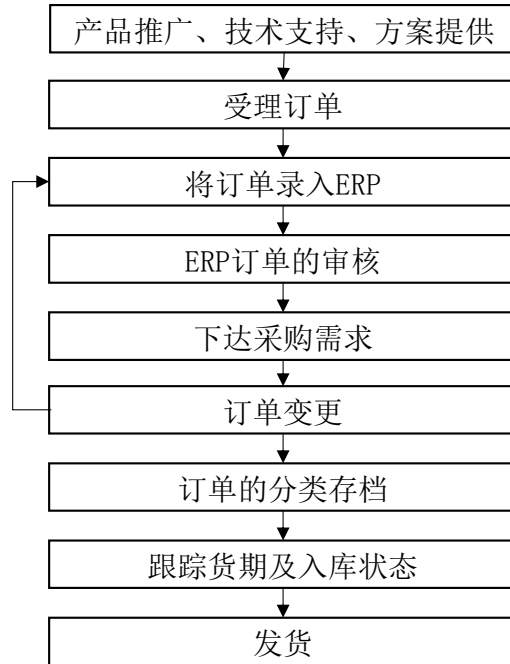 产品推广、技术支持、方案提供
受理订单
将订单录入ERP
ERP订单的审核
下达采购需求
订单变更
订单的分类存档
跟踪货期及入库状态
发货